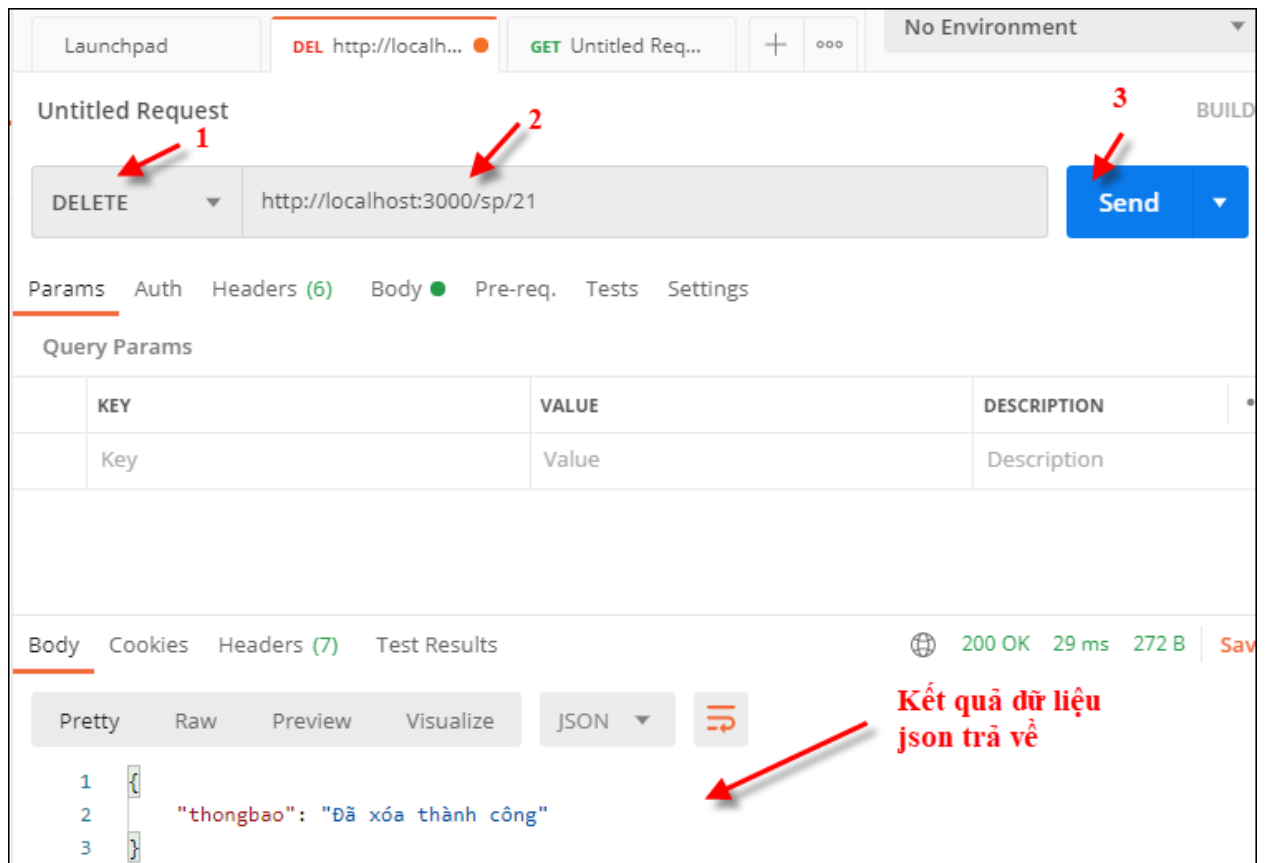 Launchpad DEL http://localh... GET Untitled Req... No Environment
Untitled Request 3 BUILD
1 2
DELETE http://localhost:3000/sp/21 Send
Params Auth Headers (6) Body Pre-req. Tests Settings
Query Params
KEY VALUE DESCRIPTION
Key Value Description
Body Cookies Headers (7) Test Results 200 OK 29 ms 272 B Sav
Pretty Raw Preview Visualize JSON
Kết quả dữ liệu
json trả về
1 {
2 "thongbao": "Đã xóa thành công"
3 }